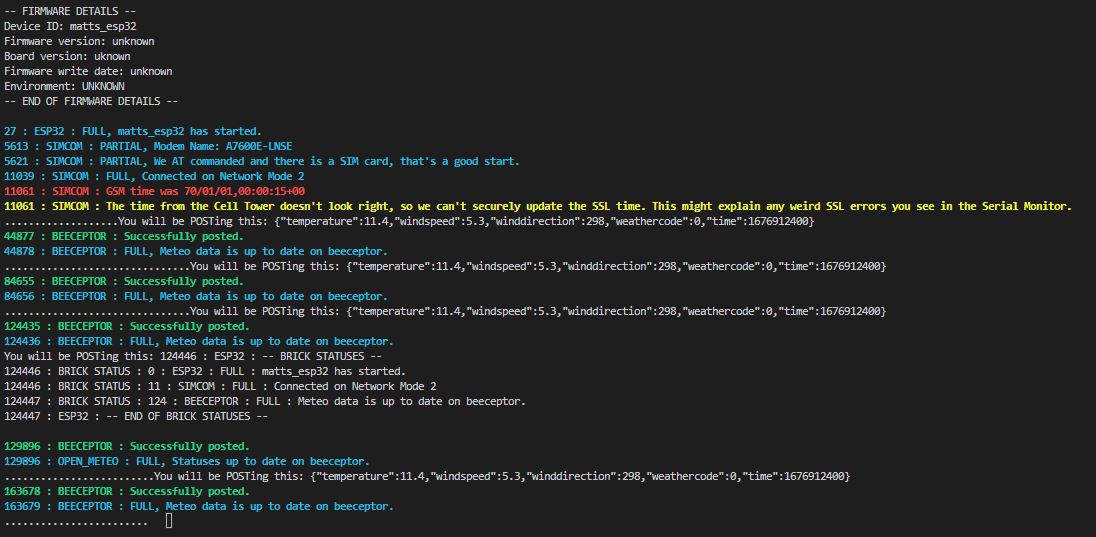 -- FIRMWARE DETAILS --
Device ID: matts_esp32
Firmware version: unknown
Board version: uknown
Firmware write date: unknown
Environment: UNKNOWN
-- END OF FIRMWARE DETAILS --
27 : ESP32 : FULL, matts_esp32 has started.
5613 : SIMCOM : PARTIAL, Modem Name: A7600E-LNSE
5621 : SIMCOM : PARTIAL, We AT commanded and there is a SIM card, that's a good start.
11039 : SIMCOM : FULL, Connected on Network Mode 2
11061 : SIMCOM : GSM time was 70/01/01,00:00:15+00
11061 : SIMCOM : The time from the Cell Tower doesn't look right, so we can't securely update the SSL time. This might explain any weird SSL errors you see in the Serial Monitor.
...................You will be POSTing this: {"temperature":11.4,"windspeed":5.3,"winddirection":298,"weathercode":0,"time":1676912400}
44877 : BEECEPTOR : Successfully posted.
44878 : BEECEPTOR : FULL, Meteo data is up to date on beeceptor.
...............................You will be POSTing this: {"temperature":11.4,"windspeed":5.3,"winddirection":298,"weathercode":0,"time":1676912400}
84655 : BEECEPTOR : Successfully posted.
84656 : BEECEPTOR : FULL, Meteo data is up to date on beeceptor.
...............................You will be POSTing this: {"temperature":11.4,"windspeed":5.3,"winddirection":298,"weathercode":0,"time":1676912400}
124435 : BEECEPTOR : Successfully posted.
124436 : BEECEPTOR : FULL, Meteo data is up to date on beeceptor.
You will be POSTing this: 124446 : ESP32 : -- BRICK STATUSES --
124446 : BRICK STATUS : 0 : ESP32 : FULL : matts_esp32 has started.
124446 : BRICK STATUS : 11 : SIMCOM : FULL : Connected on Network Mode 2
124447 : BRICK STATUS : 124 : BEECEPTOR : FULL : Meteo data is up to date on beeceptor.
124447 : ESP32 : -- END OF BRICK STATUSES --
129896 : BEECEPTOR : Successfully posted.
129896 : OPEN_METEO : FULL, Statuses up to date on beeceptor.
.........................You will be POSTing this: {"temperature":11.4,"windspeed":5.3,"winddirection":298,"weathercode":0,"time":1676912400}
163678 : BEECEPTOR : Successfully posted.
163679 : BEECEPTOR : FULL, Meteo data is up to date on beeceptor.
........................